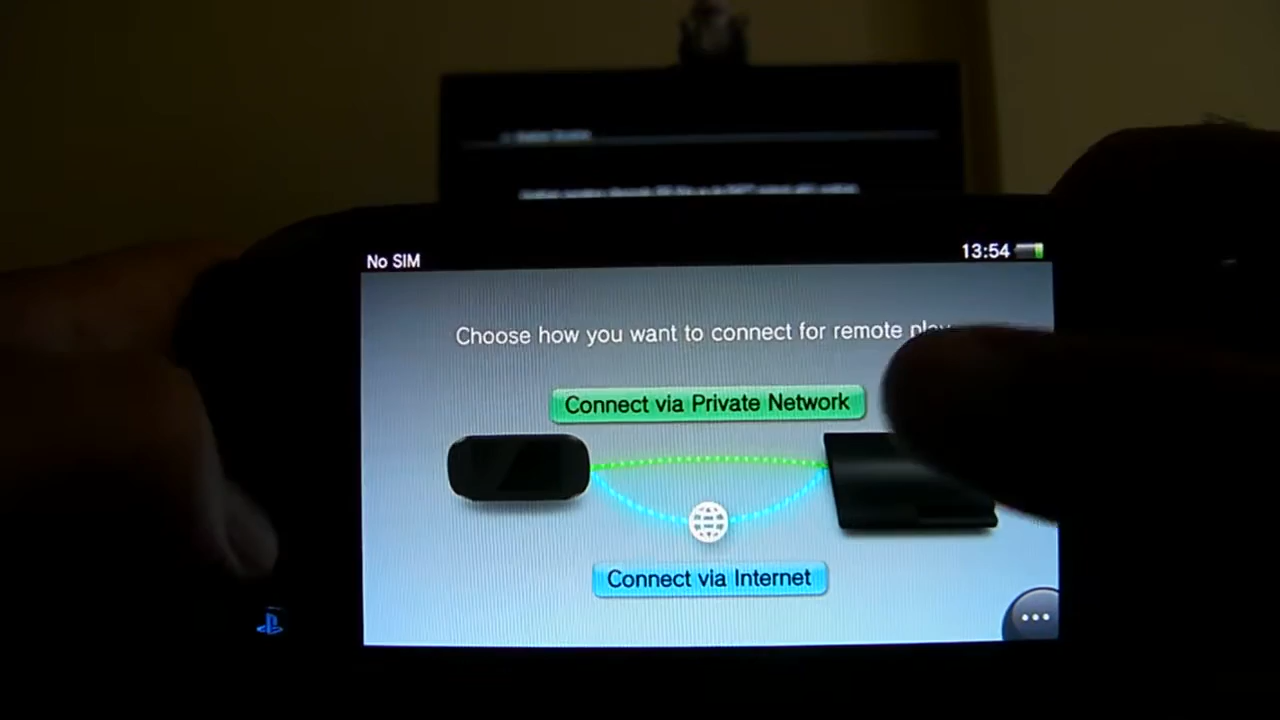 No SIM
13:54
Choose how you want to connect for remote play
Connect via Private Network
Connect via Internet